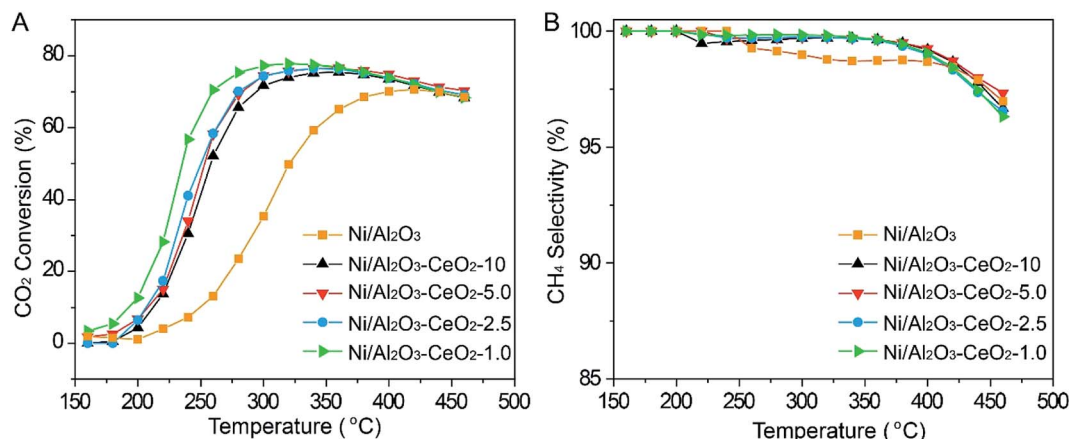 A
80
60
40
20
0
CO₂ Conversion (%)
Ni/Al₂O₃
Ni/Al₂O₃-CeO₂-10
Ni/Al₂O₃-CeO₂-5.0
Ni/Al₂O₃-CeO₂-2.5
Ni/Al₂O₃-CeO₂-1.0
150 200 250 300 350 400 450 500
Temperature ( °C)
B
100
95
90
85
CH₄ Selectivity (%)
Ni/Al₂O₃
Ni/Al₂O₃-CeO₂-10
Ni/Al₂O₃-CeO₂-5.0
Ni/Al₂O₃-CeO₂-2.5
Ni/Al₂O₃-CeO₂-1.0
150 200 250 300 350 400 450 500
Temperature ( °C)